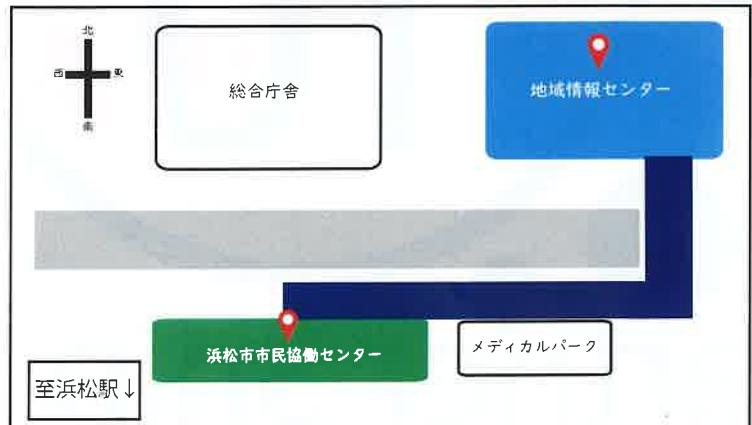 北
西
東
南
総合庁舎
地域情報センター
浜松市市民協働センター
メディカルパーク
至浜松駅↓